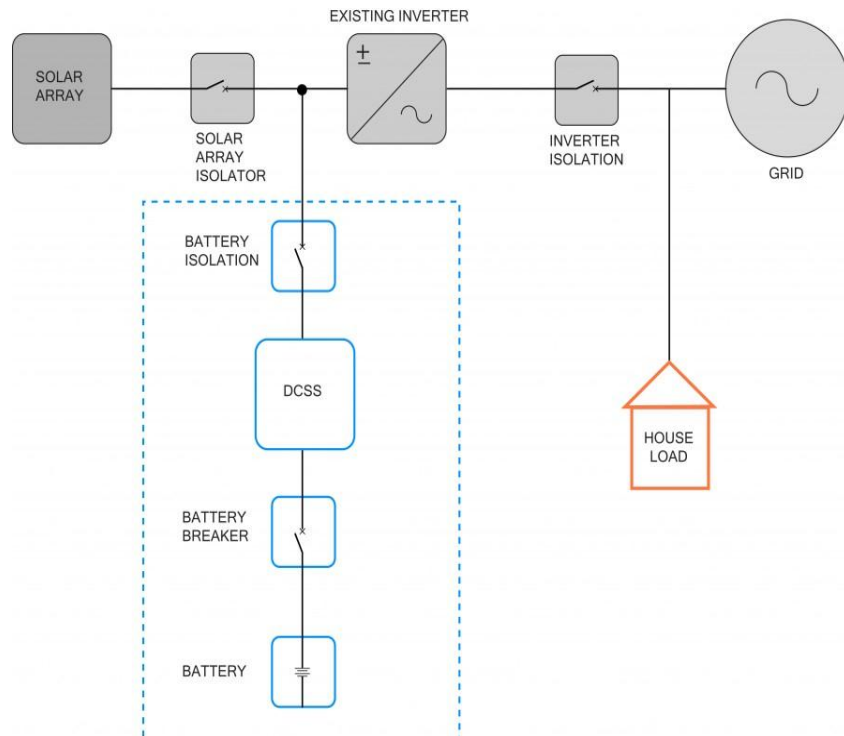 EXISTING INVERTER
SOLAR
ARRAY
SOLAR
ARRAY
ISOLATOR
INVERTER
ISOLATION
GRID
BATTERY
ISOLATION
DCSS
HOUSE
LOAD
BATTERY
BREAKER
BATTERY